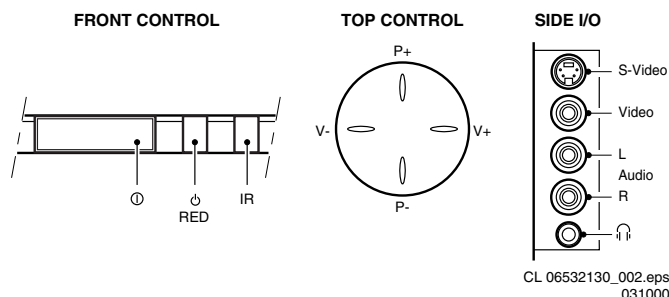 FRONT CONTROL
IR
RED
TOP CONTROL
P+
V-
V+
P-
SIDE I/O
S-Video
Video
L
Audio
R
CL 06532130_002.eps
031000